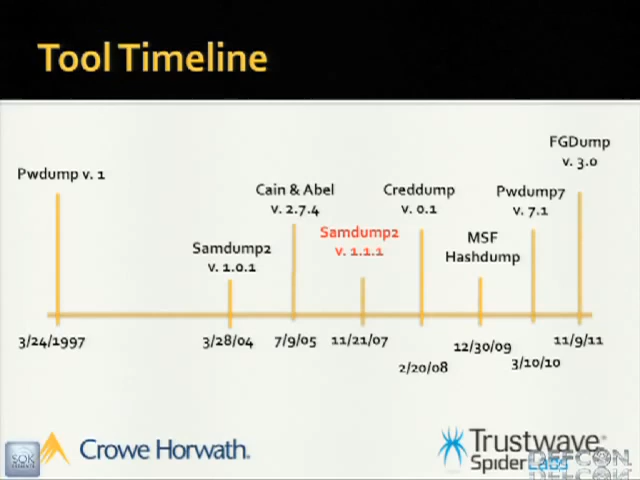 Tool Timeline
FGDump
v. 3.0
Pwdump v. 1
Cain & Abel
v. 2.7.4
Creddump
v. 0.1
Pwdump7
v. 7.1
Samdump2
v. 1.1.1
MSF
Hashdump
Samdump2
v. 1.0.1
3/24/1997
3/28/04
7/9/05
11/21/07
2/20/08
12/30/09
3/10/10
11/9/11
Crowe Horwath.
Trustwave
SpiderLabs
DEFCON
SOK